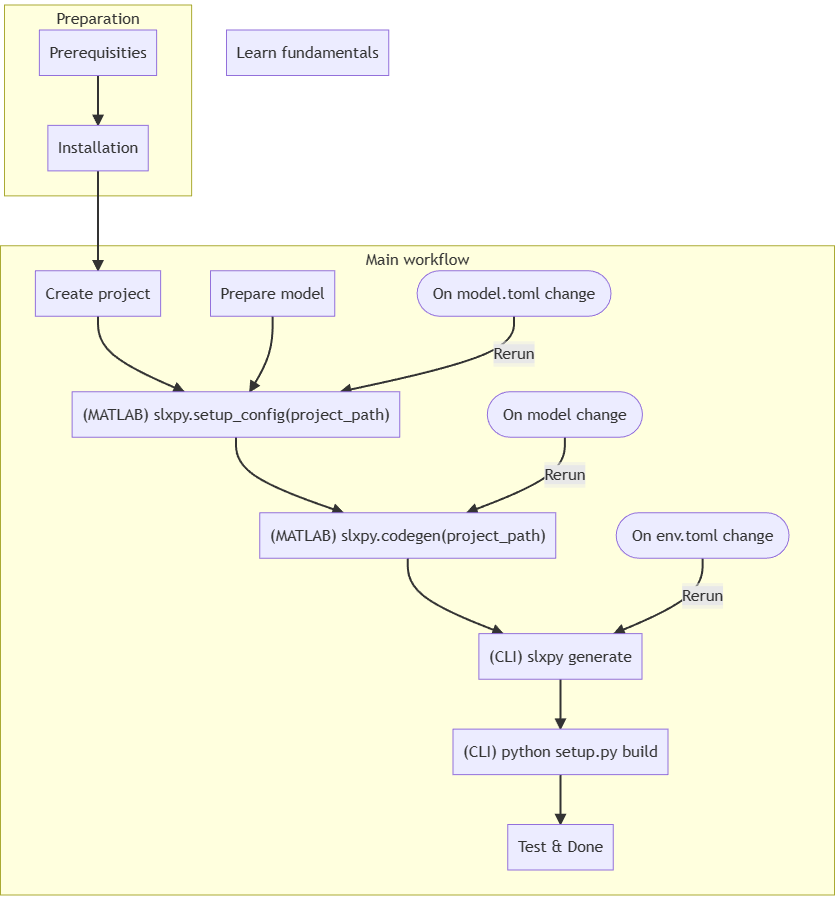 Preparation
Prerequisities
Learn fundamentals
Installation
Main workflow
Create project
Prepare model
On model.toml change
Rerun
(MATLAB) slxpy.setup_config(project_path)
On model change
Rerun
(MATLAB) slxpy.codegen(project_path)
On env.toml change
Rerun
(CLI) slxpy generate
(CLI) python setup.py build
Test & Done